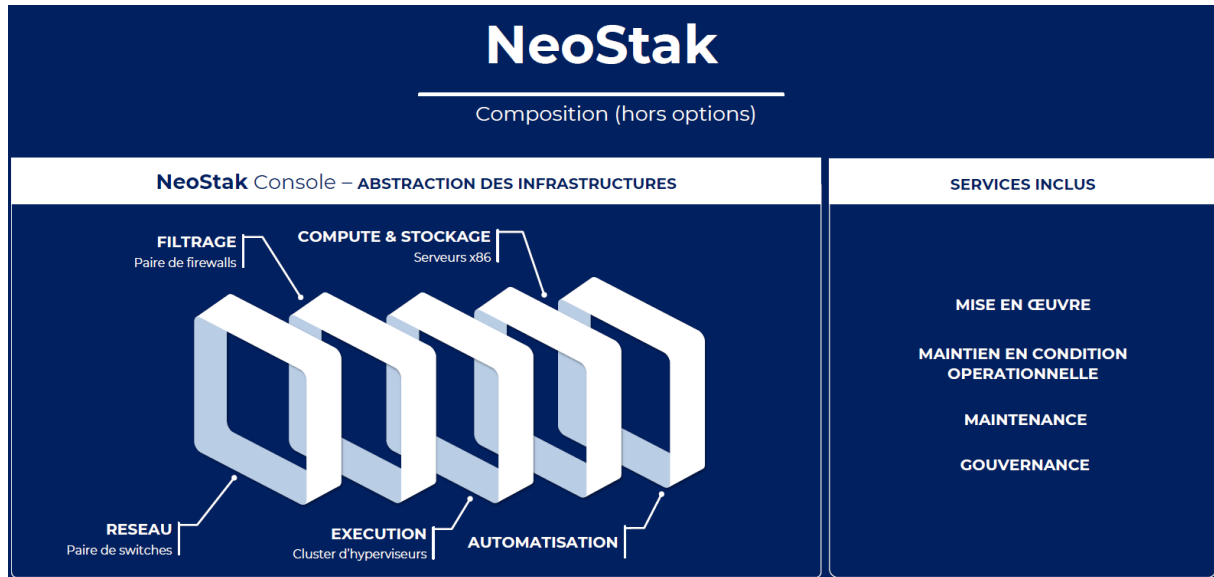 NeoStak
Composition (hors options)
NeoStak Console – ABSTRACTION DES INFRASTRUCTURES
FILTRAGE
Paire de firewalls
COMPUTE & STOCKAGE
Serveurs x86
RESEAU
Paire de switches
EXECUTION
Cluster d'hyperviseurs
AUTOMATISATION
SERVICES INCLUS
MISE EN ŒUVRE
MAINTIEN EN CONDITION
OPERATIONNELLE
MAINTENANCE
GOUVERNANCE